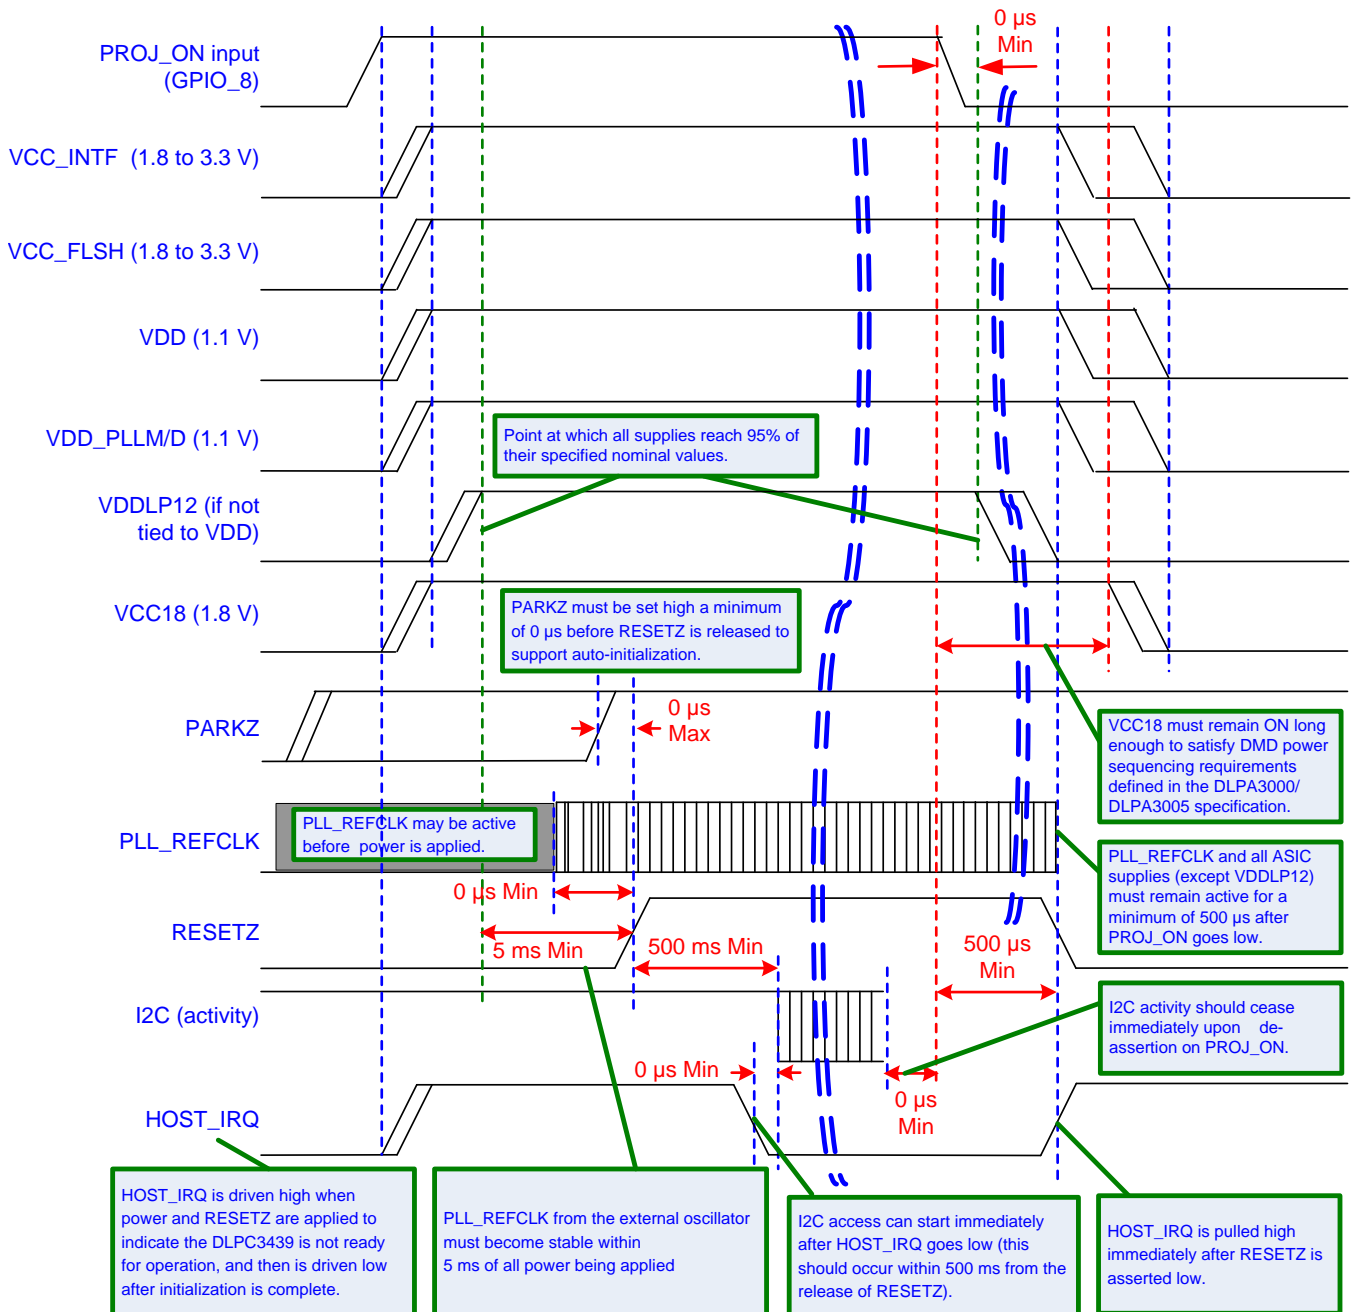 0 µs
Min
PROJ_ON input
(GPIO_8)
VCC_INTF (1.8 to 3.3 V)
VCC_FLSH (1.8 to 3.3 V)
VDD (1.1 V)
VDD_PLLM/D (1.1 V)
Point at which all supplies reach 95% of
their specified nominal values.
VDDLP12 (if not
tied to VDD)
VCC18 (1.8 V)
PARKZ must be set high a minimum
of 0 µs before RESETZ is released to
support auto-initialization.
PARKZ
0 µs
Max
VCC18 must remain ON long
enough to satisfy DMD power
sequencing requirements
defined in the DLPA3000/
DLPA3005 specification.
PLL_REFCLK
PLL_REFCLK may be active
before power is applied.
PLL_REFCLK and all ASIC
supplies (except VDDLP12)
must remain active for a
minimum of 500 µs after
PROJ_ON goes low.
0 µs Min
RESETZ
5 ms Min
500 ms Min
500 µs
Min
I2C (activity)
I2C activity should cease
immediately upon de-
assertion on PROJ_ON.
0 µs Min
0 µs
Min
HOST_IRQ
HOST_IRQ is driven high when
power and RESETZ are applied to
indicate the DLPC3439 is not ready
for operation, and then is driven low
after initialization is complete.
PLL_REFCLK from the external oscillator
must become stable within
5 ms of all power being applied
I2C access can start immediately
after HOST_IRQ goes low (this
should occur within 500 ms from the
release of RESETZ).
HOST_IRQ is pulled high
immediately after RESETZ is
asserted low.